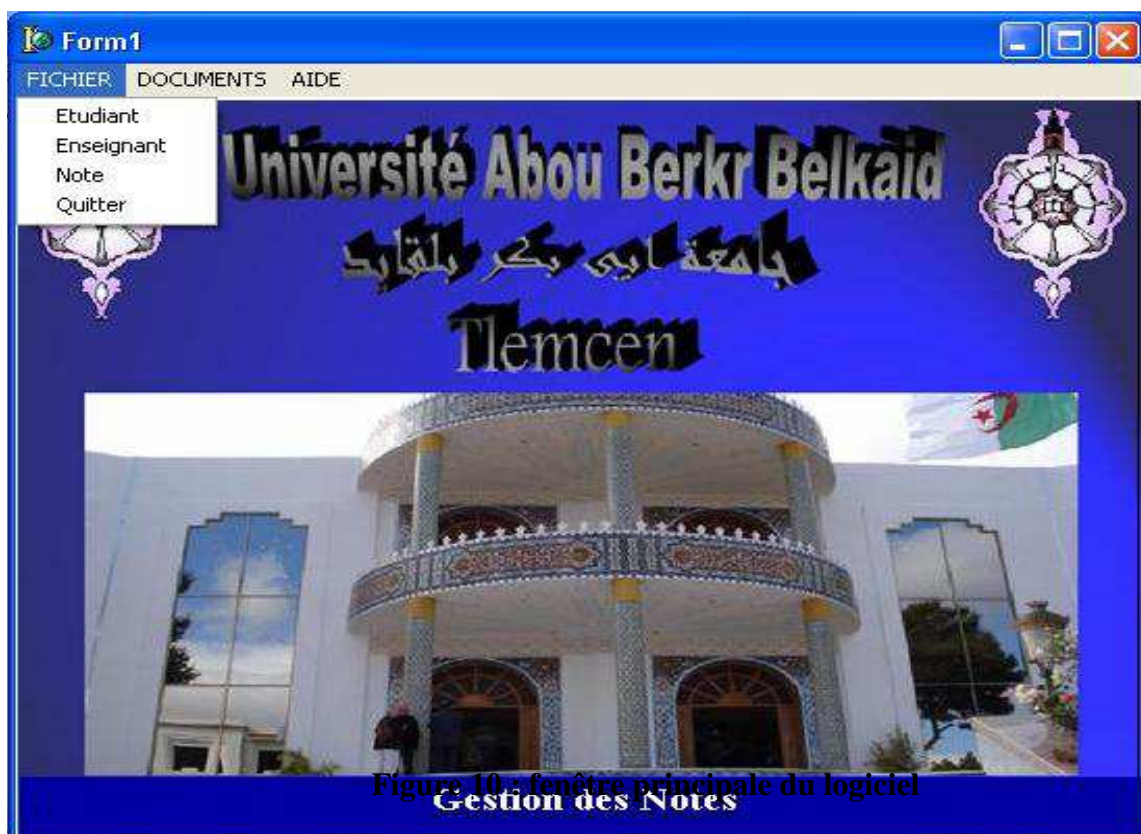 Form1
FICHIER DOCUMENTS AIDE
Etudiant
Enseignant
Note
Quitter
Université Abou Berkr Belkaid
جامعة ابي بكر بلقايد
Tlemcen
Figure 10 : fenêtre principale du logiciel
Gestion des Notes